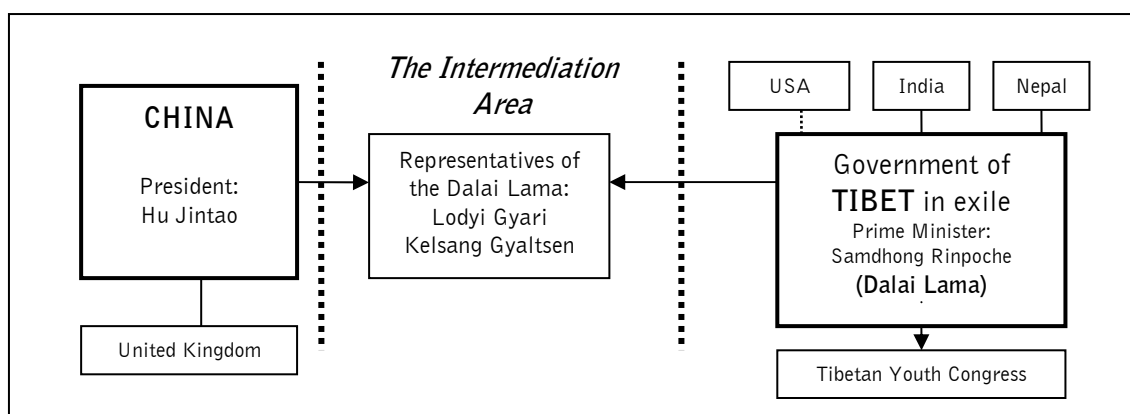 CHINA
President:
Hu Jintao
United Kingdom
The Intermediation
Area
Representatives of
the Dalai Lama:
Lodyi Gyari
Kelsang Gyaltsen
USA
India
Nepal
Government of
TIBET in exile
Prime Minister:
Samdhong Rinpoche
(Dalai Lama)
.
Tibetan Youth Congress